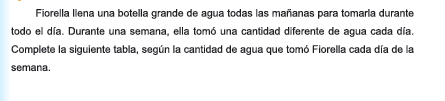 Fiorella llena una botella grande de agua todas las mañanas para tomarla durante
todo el día. Durante una semana, ella tomó una cantidad diferente de agua cada día.
Complete la siguiente tabla, según la cantidad de agua que tomó Fiorella cada día de la
semana.